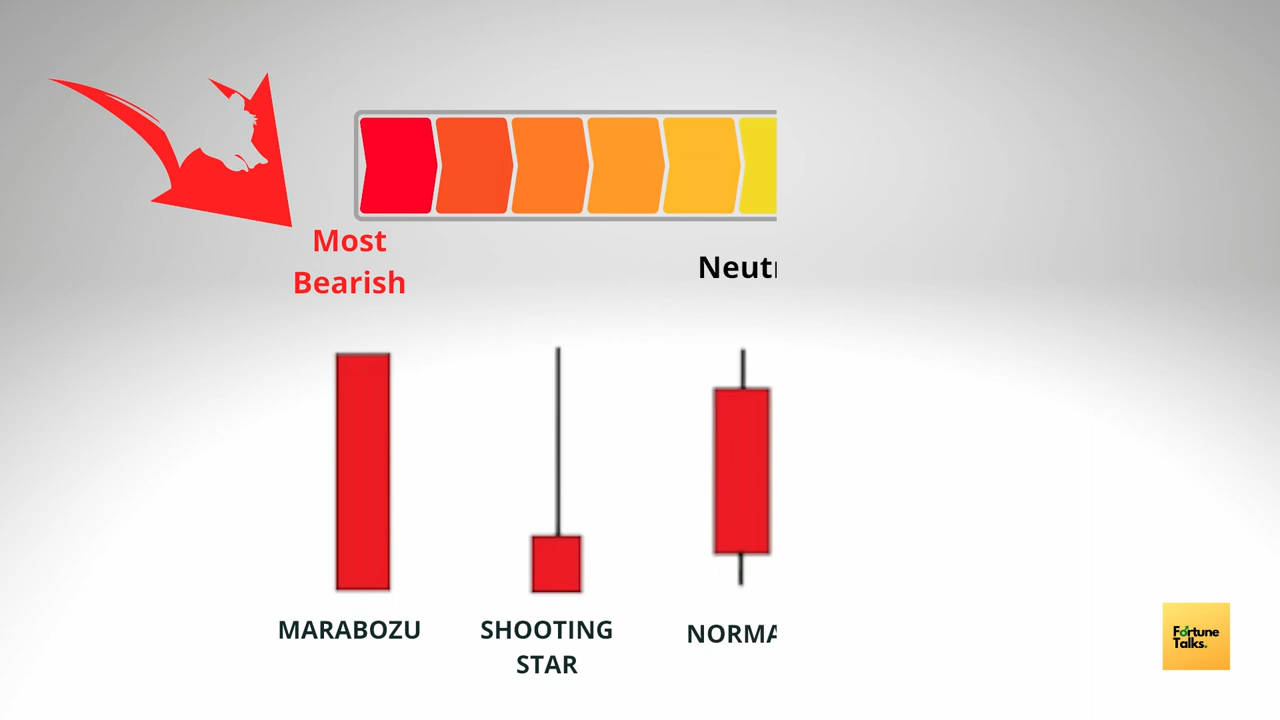 Most
Bearish
Neutr
MARABOZU
SHOOTING
STAR
NORMA
Fortune
Talks.